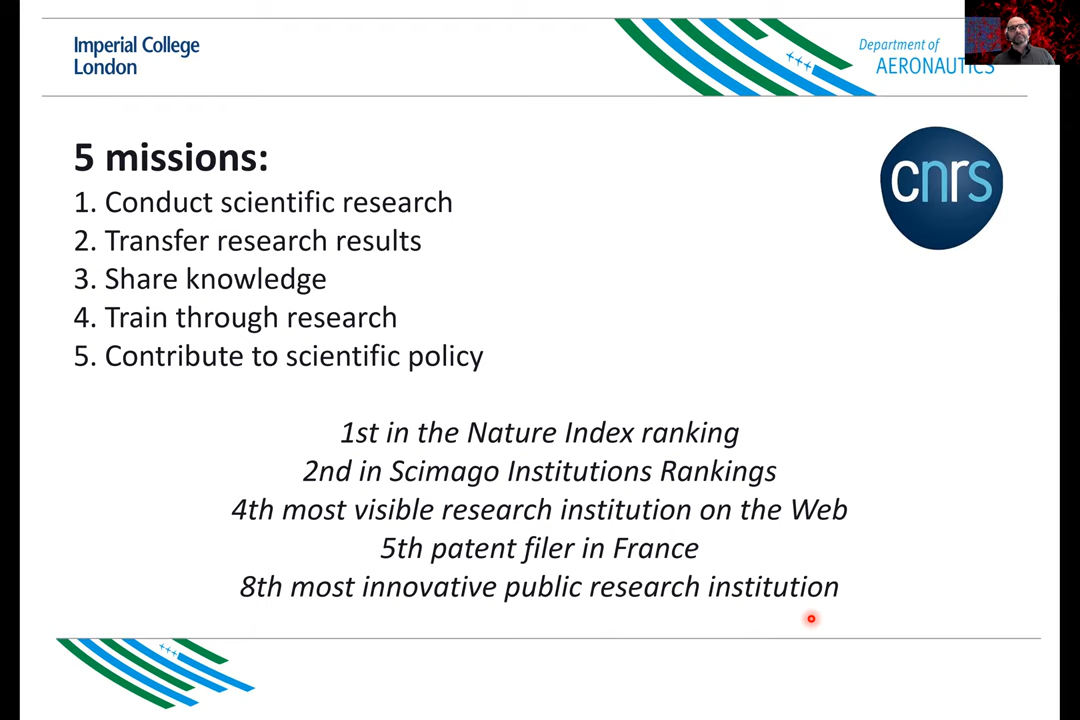 Imperial College
London
Department of
AERONAUTICS
cnrs
5 missions:
1. Conduct scientific research
2. Transfer research results
3. Share knowledge
4. Train through research
5. Contribute to scientific policy
1st in the Nature Index ranking
2nd in Scimago Institutions Rankings
4th most visible research institution on the Web
5th patent filer in France
8th most innovative public research institution